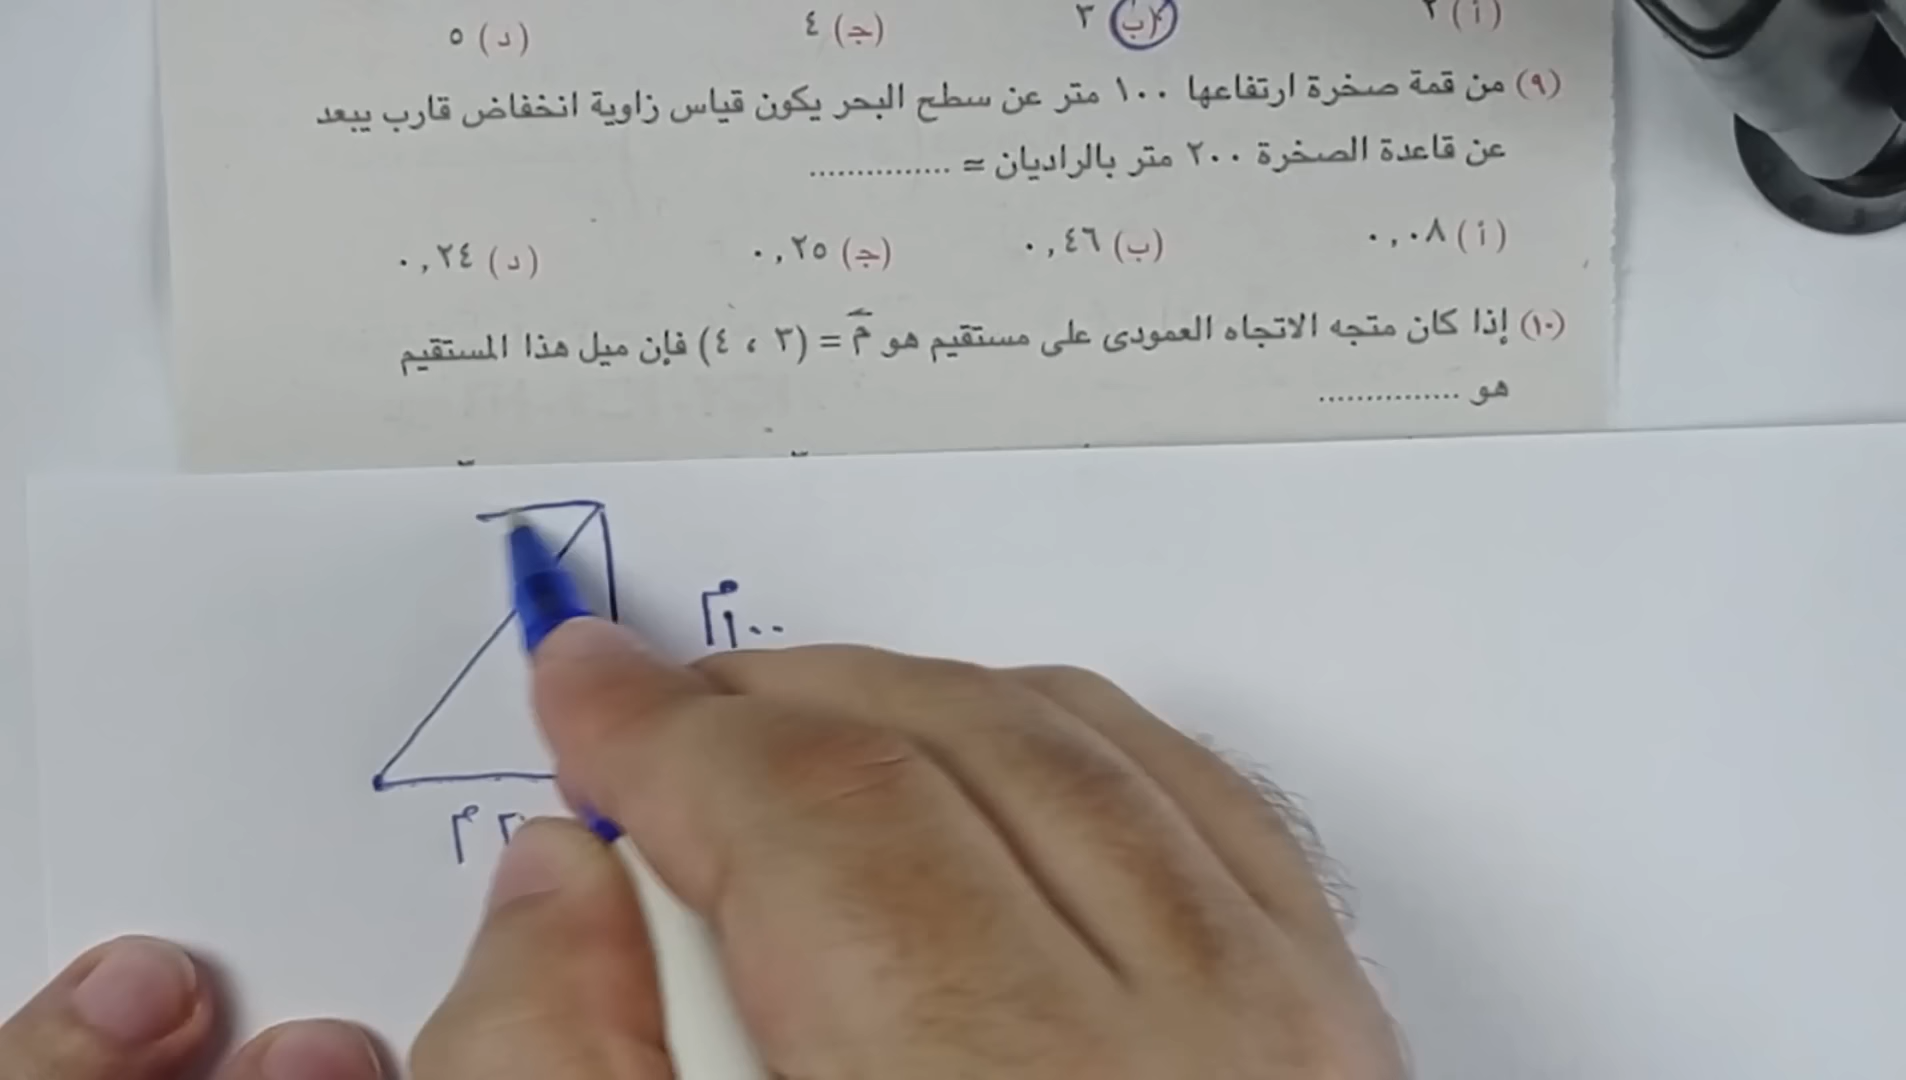 (أ) ٢ (ب) ٣ (جـ) ٤ (د) ٥
(٩) من قمة صخرة ارتفاعها ١٠٠ متر عن سطح البحر يكون قياس زاوية انخفاض قارب يبعد
عن قاعدة الصخرة ٢٠٠ متر بالراديان ≃ ...............
(أ) ٠,٠٨ (ب) ٠,٤٦ (جـ) ٠,٢٥ (د) ٠,٢٤
(١٠) إذا كان متجه الاتجاه العمودى على مستقيم هو م = (٣ ، ٤) فإن ميل هذا المستقيم
هو ...............
١٠٠م